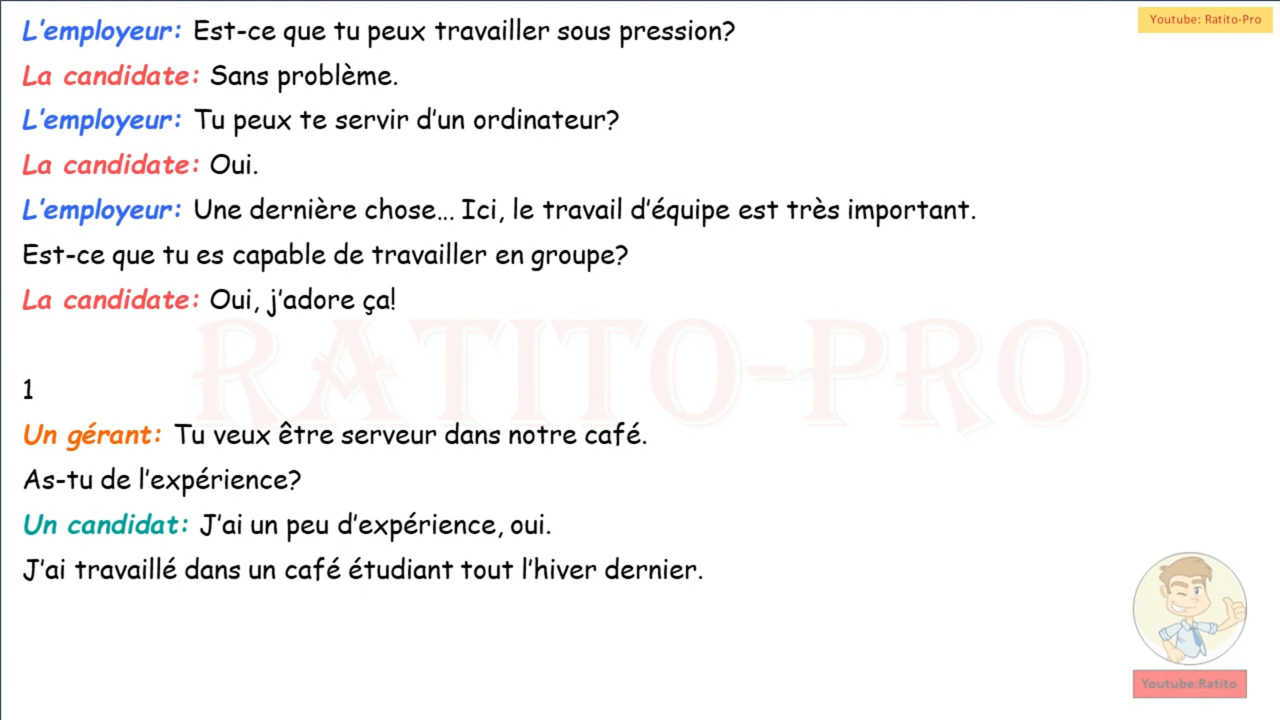 Youtube: Ratito-Pro
L'employeur: Est-ce que tu peux travailler sous pression?
La candidate: Sans problème.
L'employeur: Tu peux te servir d'un ordinateur?
La candidate: Oui.
L'employeur: Une dernière chose... Ici, le travail d'équipe est très important.
Est-ce que tu es capable de travailler en groupe?
La candidate: Oui, j'adore ça!
RATITO-PRO
1
Un gérant: Tu veux être serveur dans notre café.
As-tu de l'expérience?
Un candidat: J'ai un peu d'expérience, oui.
J'ai travaillé dans un café étudiant tout l'hiver dernier.
Youtube:Ratito